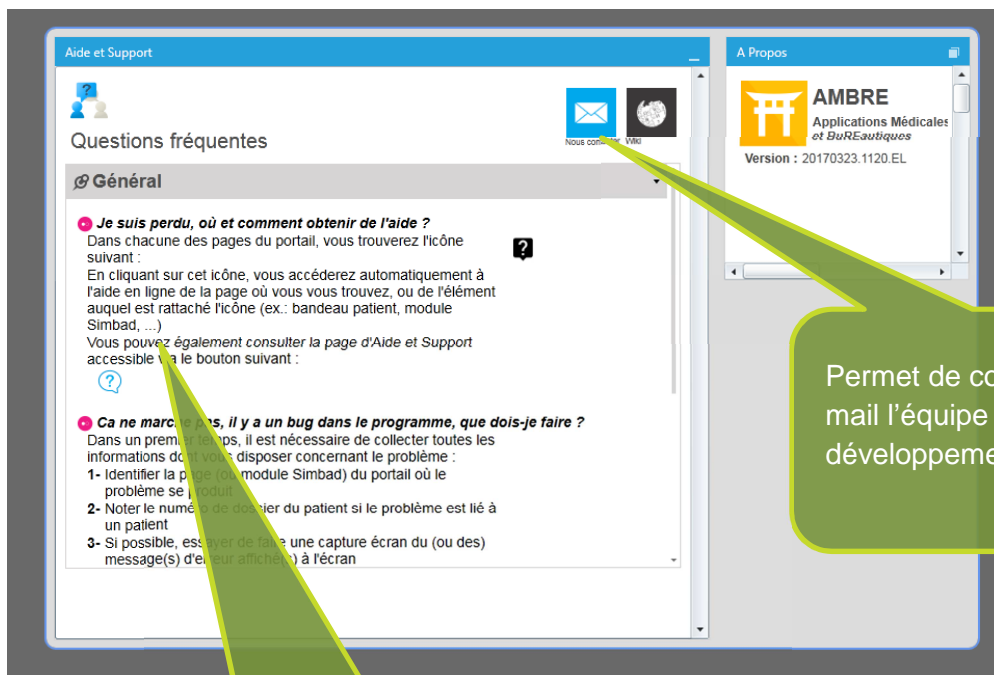 Aide et Support
Questions fréquentes
Nous contacter Wiki
Général
Je suis perdu, où et comment obtenir de l'aide ?
Dans chacune des pages du portail, vous trouverez l'icône
suivant :
En cliquant sur cet icône, vous accéderez automatiquement à
l'aide en ligne de la page où vous vous trouvez, ou de l'élément
auquel est rattaché l'icône (ex.: bandeau patient, module
Simbad, ...)
Vous pouvez également consulter la page d'Aide et Support
accessible via le bouton suivant :
Ca ne marche pas, il y a un bug dans le programme, que dois-je faire ?
Dans un premier temps, il est nécessaire de collecter toutes les
informations dont vous disposer concernant le problème :
1- Identifier la page (ou module Simbad) du portail où le
problème se produit
2- Noter le numéro de dossier du patient si le problème est lié à
un patient
3- Si possible, essayer de faire une capture écran du (ou des)
message(s) d'erreur affiché(s) à l'écran
A Propos
AMBRE
Applications Médicales
et BuREautiques
Version : 20170323.1120.EL
Permet de co
mail l'équipe
développeme